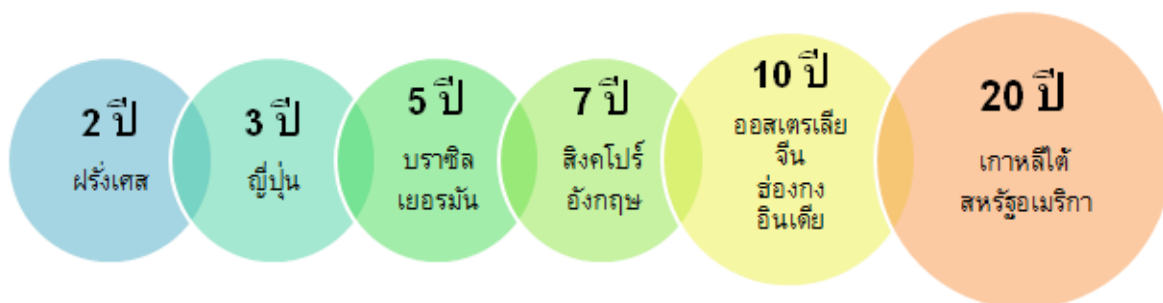 2 ปี
ฝรั่งเศส
3 ปี
ญี่ปุ่น
5 ปี
บราซิล
เยอรมัน
7 ปี
สิงคโปร์
อังกฤษ
10 ปี
ออสเตรเลีย
จีน
ฮ่องกง
อินเดีย
20 ปี
เกาหลีใต้
สหรัฐอเมริกา